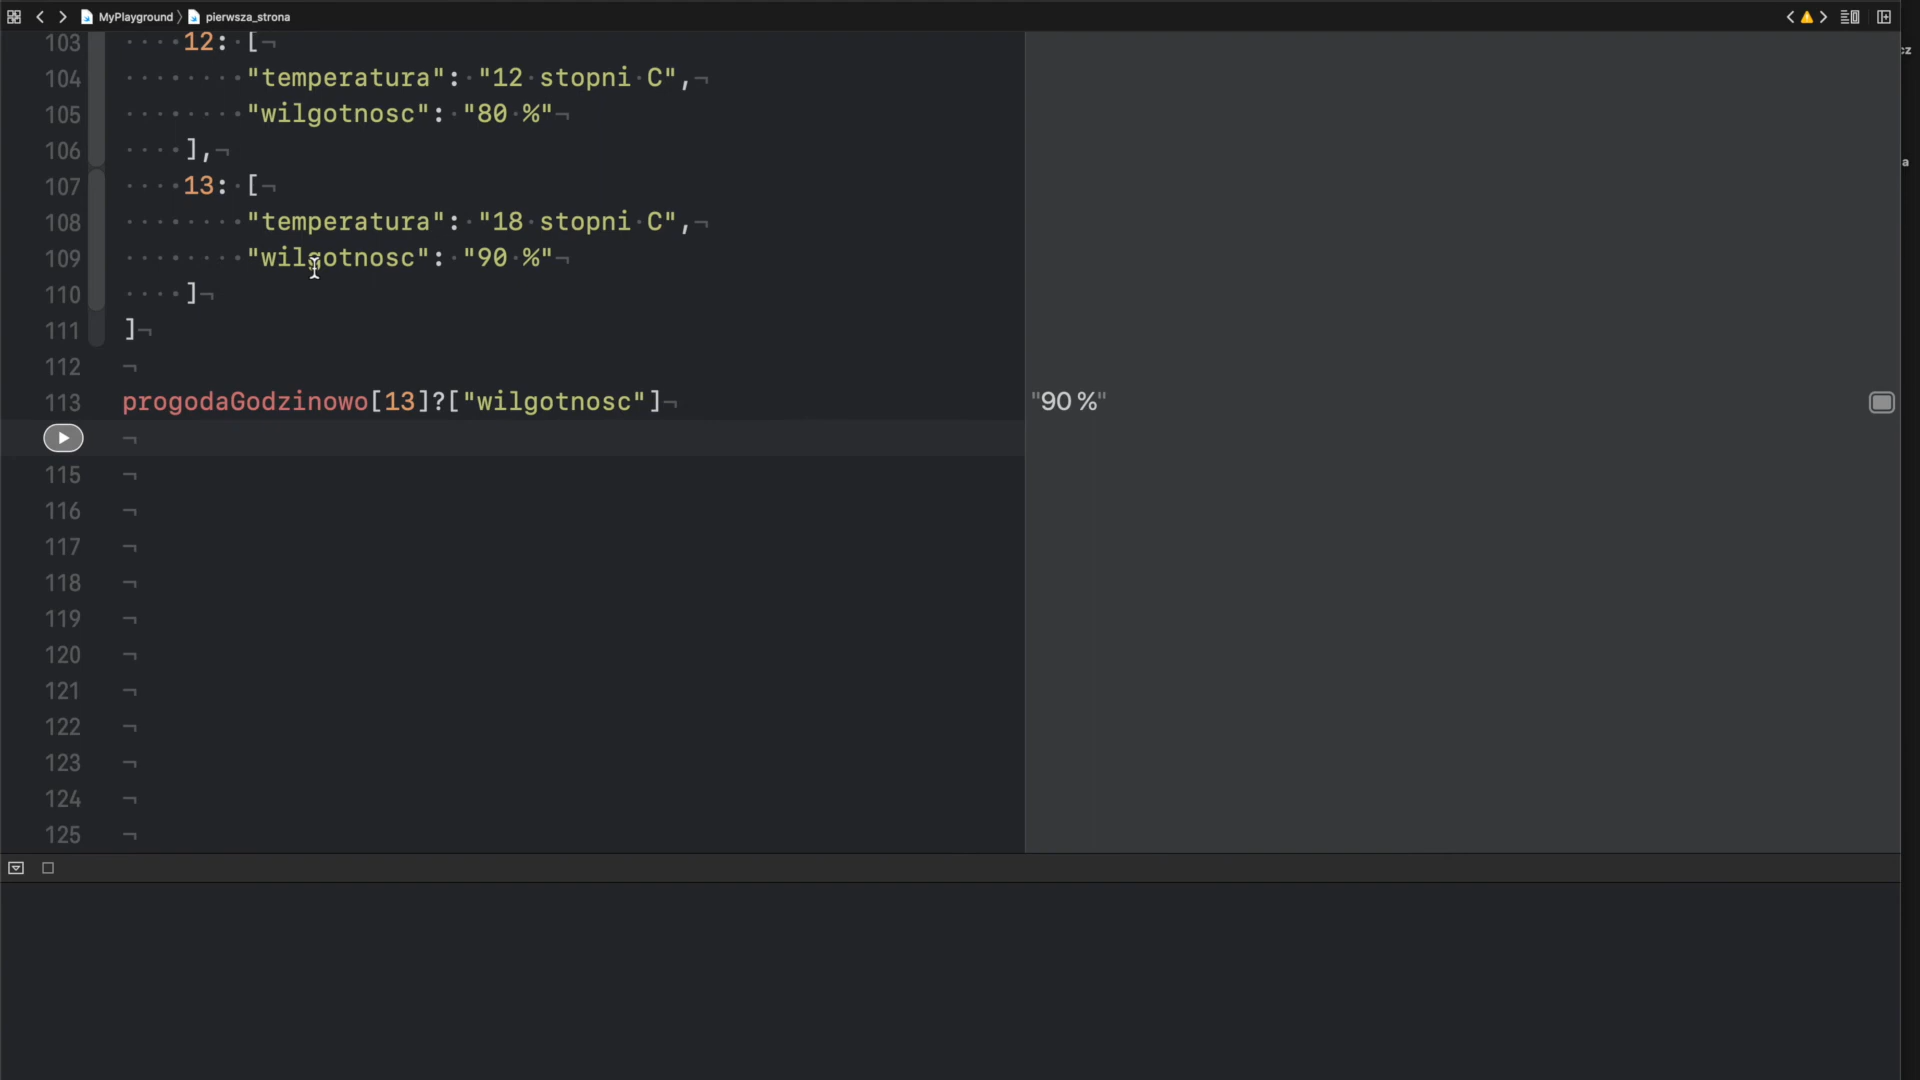 MyPlayground 〉 pierwsza_strona
cz
103 12: [
104 "temperatura": "12 stopni C",
105 "wilgotnosc": "80 %"
106 ],
a
107 13: [
108 "temperatura": "18 stopni C",
109 "wilgotnosc": "90 %"
110 ]
111 ]
112
113 progodaGodzinowo[13]?["wilgotnosc"] "90 %"
115
116
117
118
119
120
121
122
123
124
125